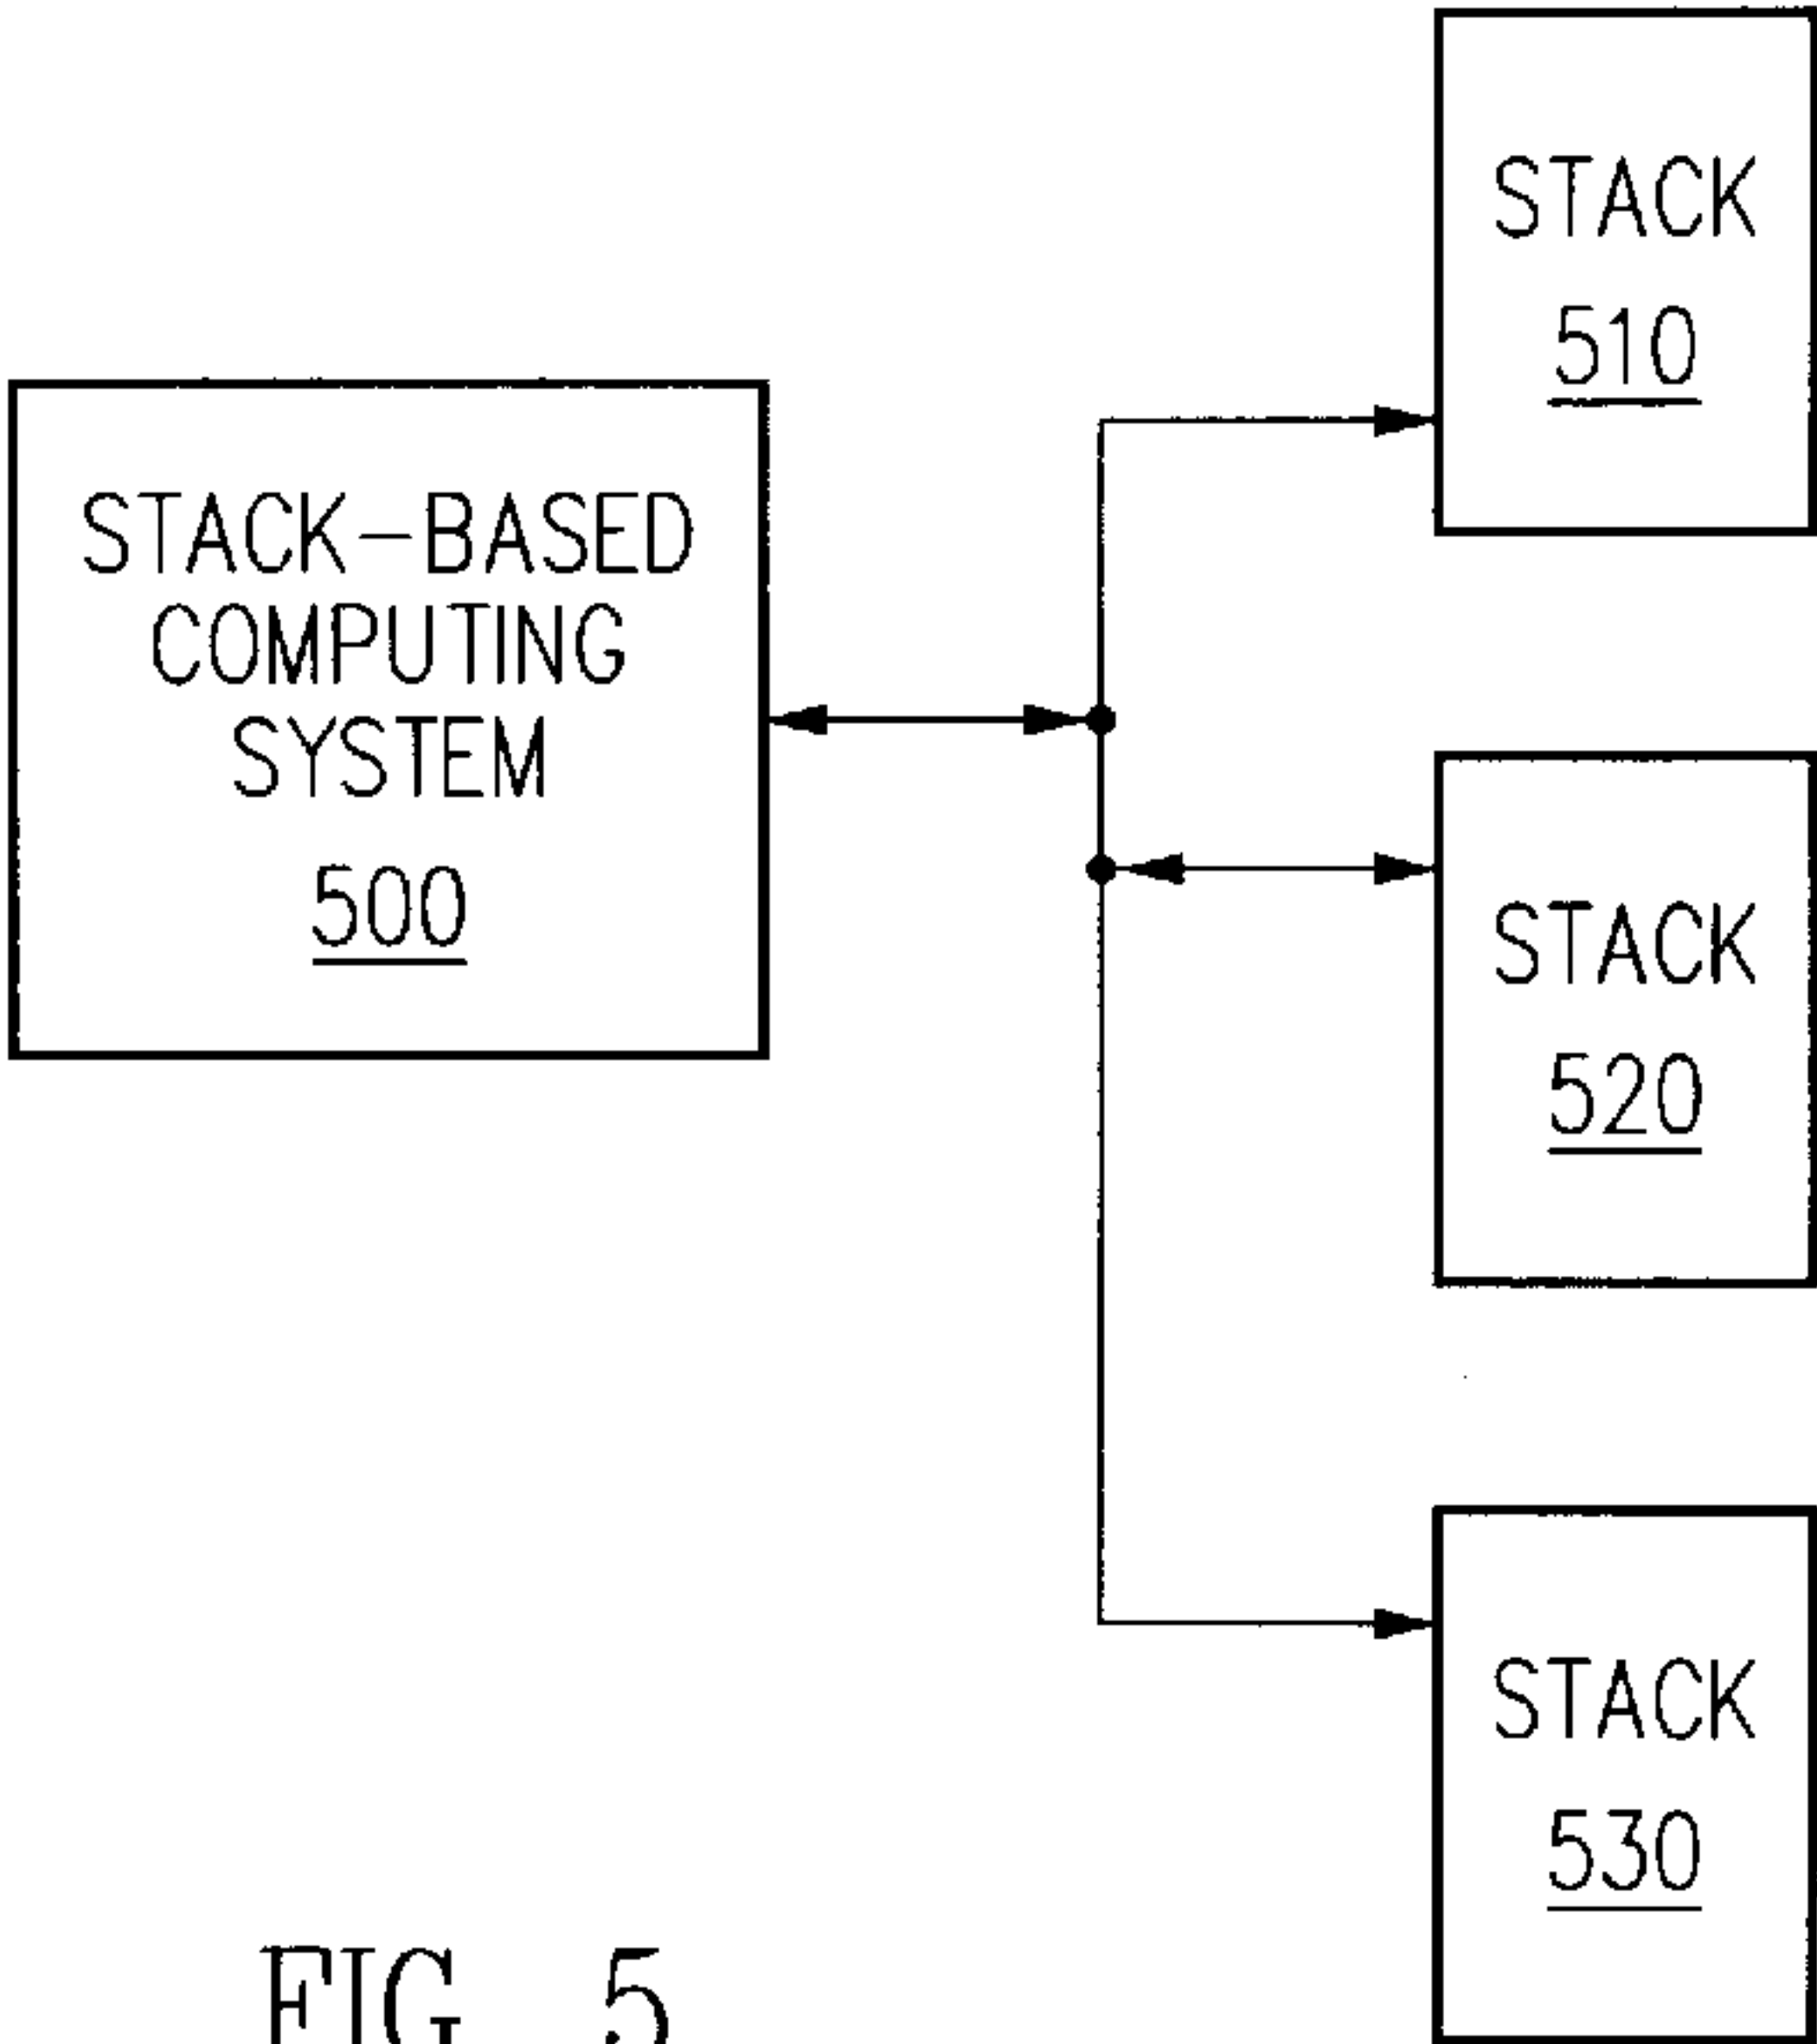 STACK
510
STACK-BASED
COMPUTING
SYSTEM
500
STACK
520
STACK
530
FIG. 5